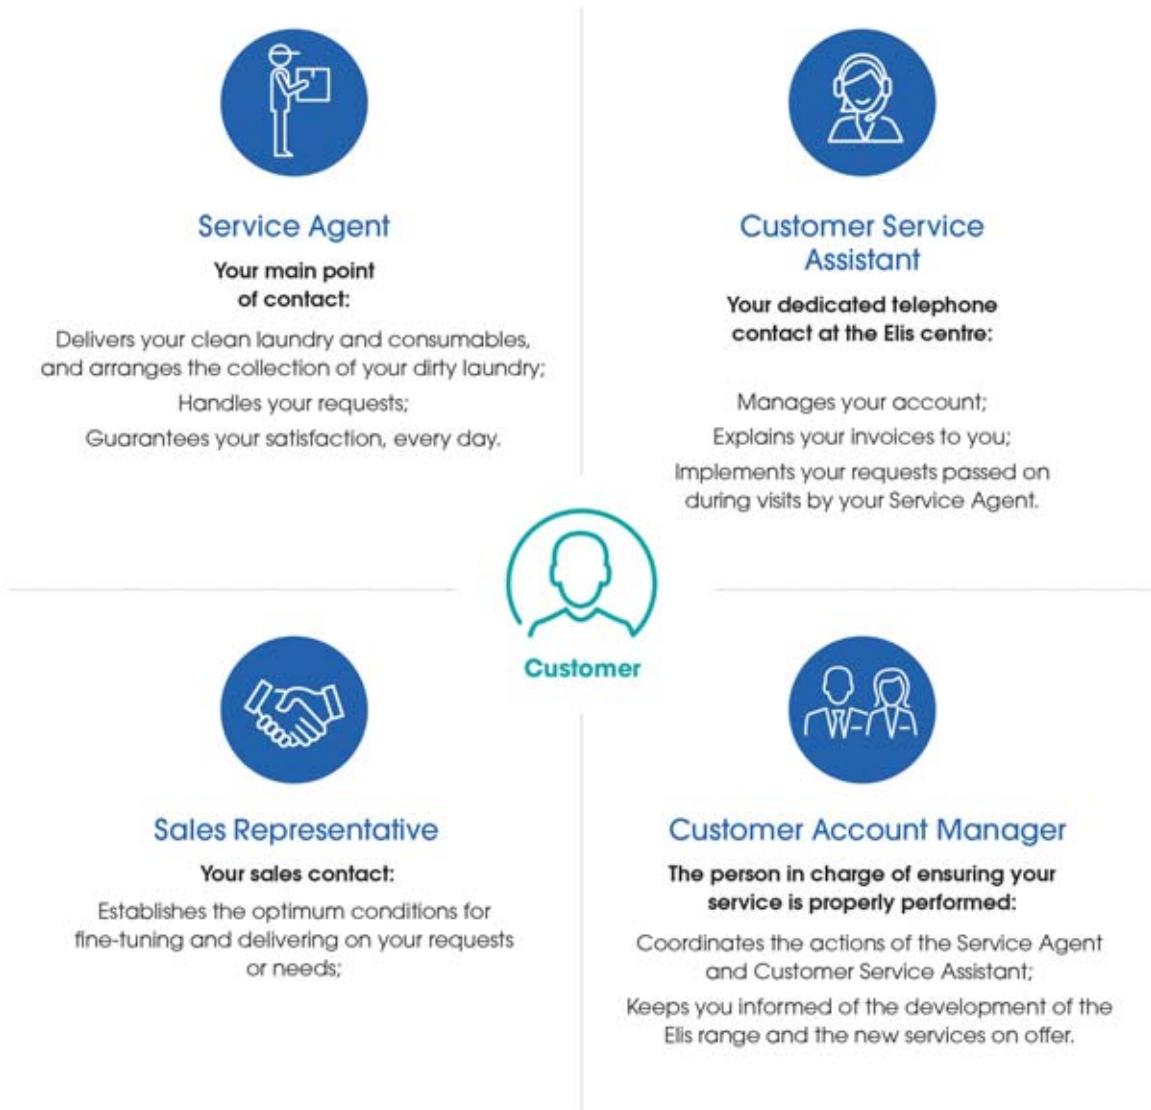 Service Agent
Your main point
of contact:
Delivers your clean laundry and consumables,
and arranges the collection of your dirty laundry;
Handles your requests;
Guarantees your satisfaction, every day.
Customer Service
Assistant
Your dedicated telephone
contact at the Elis centre:
Manages your account;
Explains your invoices to you;
Implements your requests passed on
during visits by your Service Agent.
Customer
Sales Representative
Your sales contact:
Establishes the optimum conditions for
fine-tuning and delivering on your requests
or needs;
Customer Account Manager
The person in charge of ensuring your
service is properly performed:
Coordinates the actions of the Service Agent
and Customer Service Assistant;
Keeps you informed of the development of the
Elis range and the new services on offer.